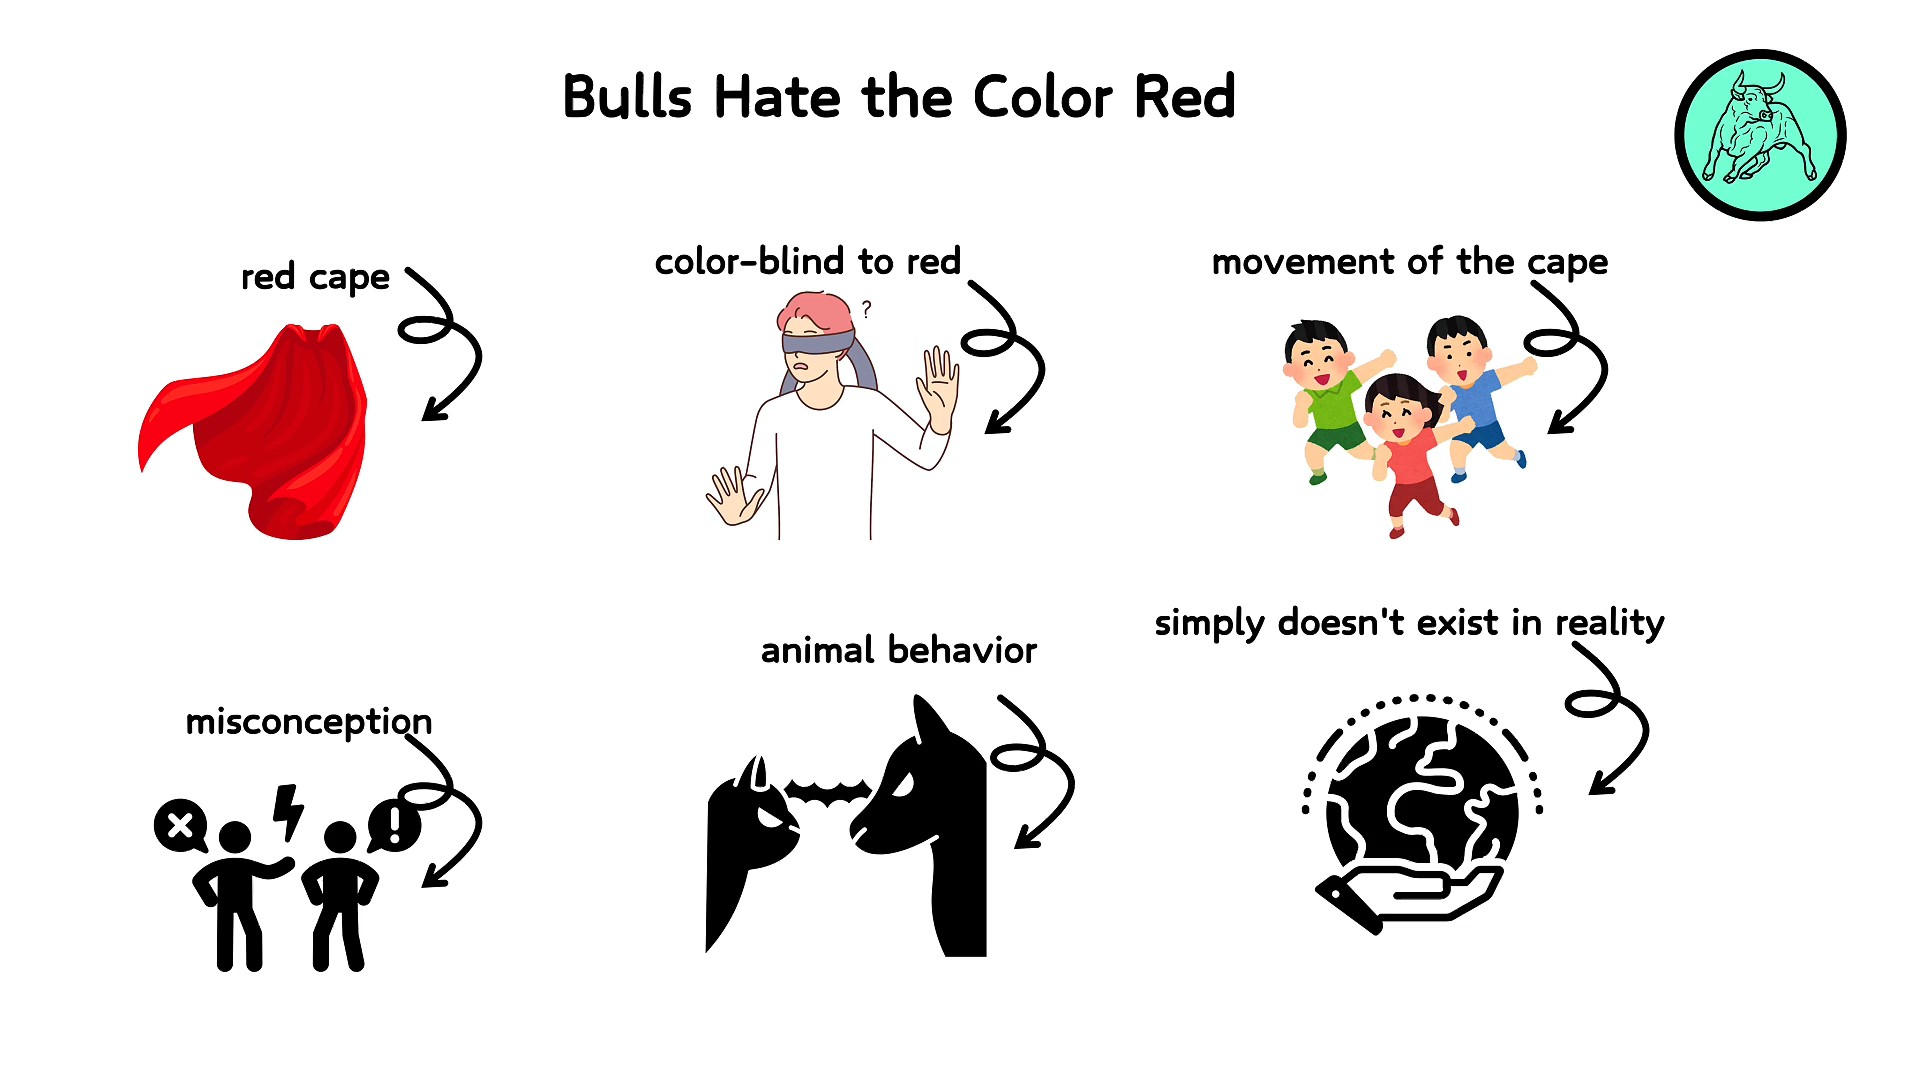 Bulls Hate the Color Red
red cape
color-blind to red
?
movement of the cape
misconception
animal behavior
simply doesn't exist in reality